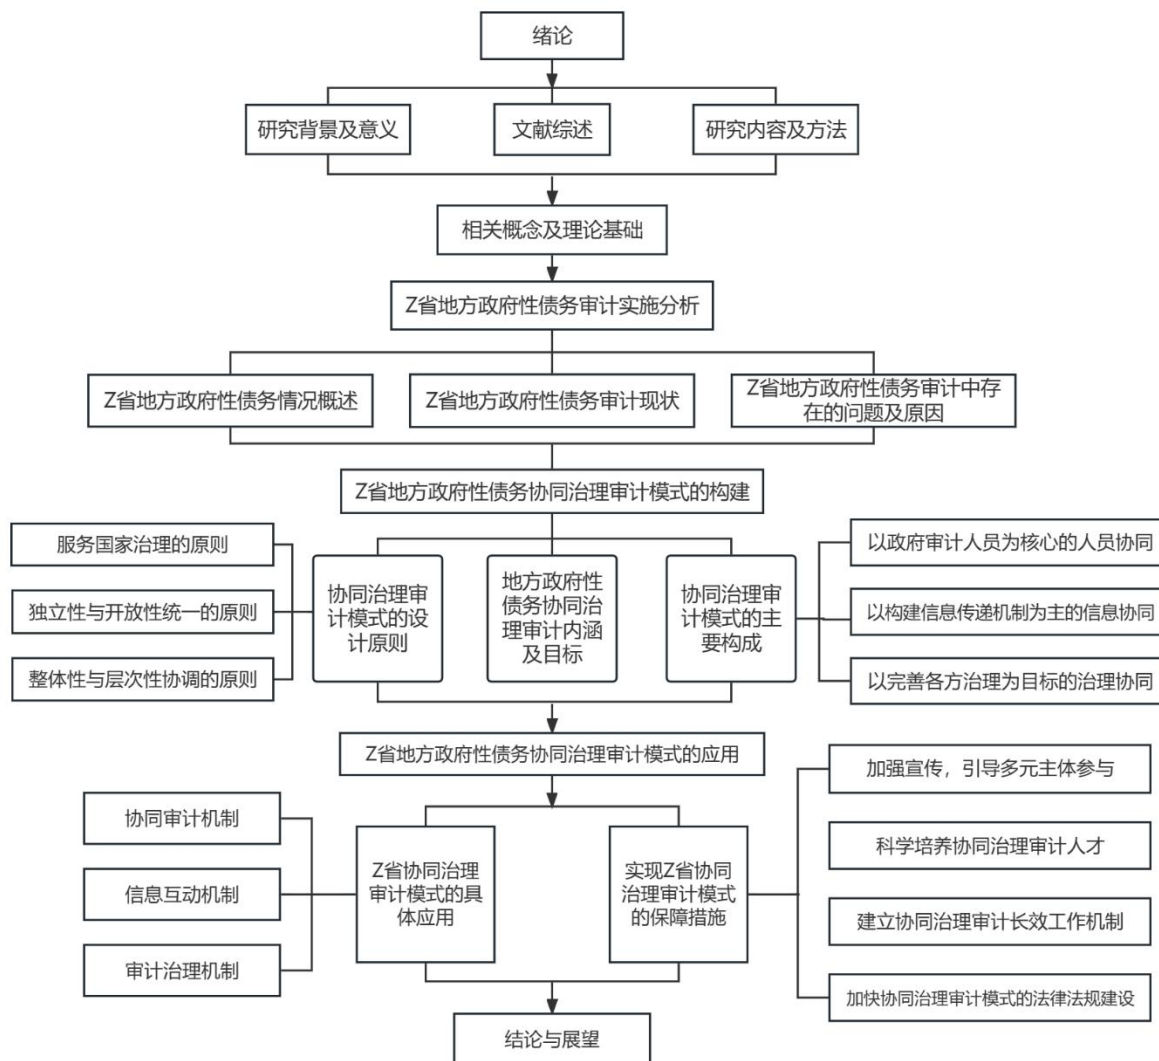 绪论
研究背景及意义
文献综述
研究内容及方法
相关概念及理论基础
Z省地方政府性债务审计实施分析
Z省地方政府性债务情况概述
Z省地方政府性债务审计现状
Z省地方政府性债务审计中存
在的问题及原因
Z省地方政府性债务协同治理审计模式的构建
服务国家治理的原则
独立性与开放性统一的原则
整体性与层次性协调的原则
协同治理审
计模式的设
计原则
地方政府性
债务协同治
理审计内涵
及目标
协同治理审
计模式的主
要构成
以政府审计人员为核心的人员协同
以构建信息传递机制为主的信息协同
以完善各方治理为目标的治理协同
Z省地方政府性债务协同治理审计模式的应用
协同审计机制
信息互动机制
审计治理机制
Z省协同治理
审计模式的具
体应用
实现Z省协同
治理审计模式
的保障措施
加强宣传，引导多元主体参与
科学培养协同治理审计人才
建立协同治理审计长效工作机制
加快协同治理审计模式的法律法规建设
结论与展望